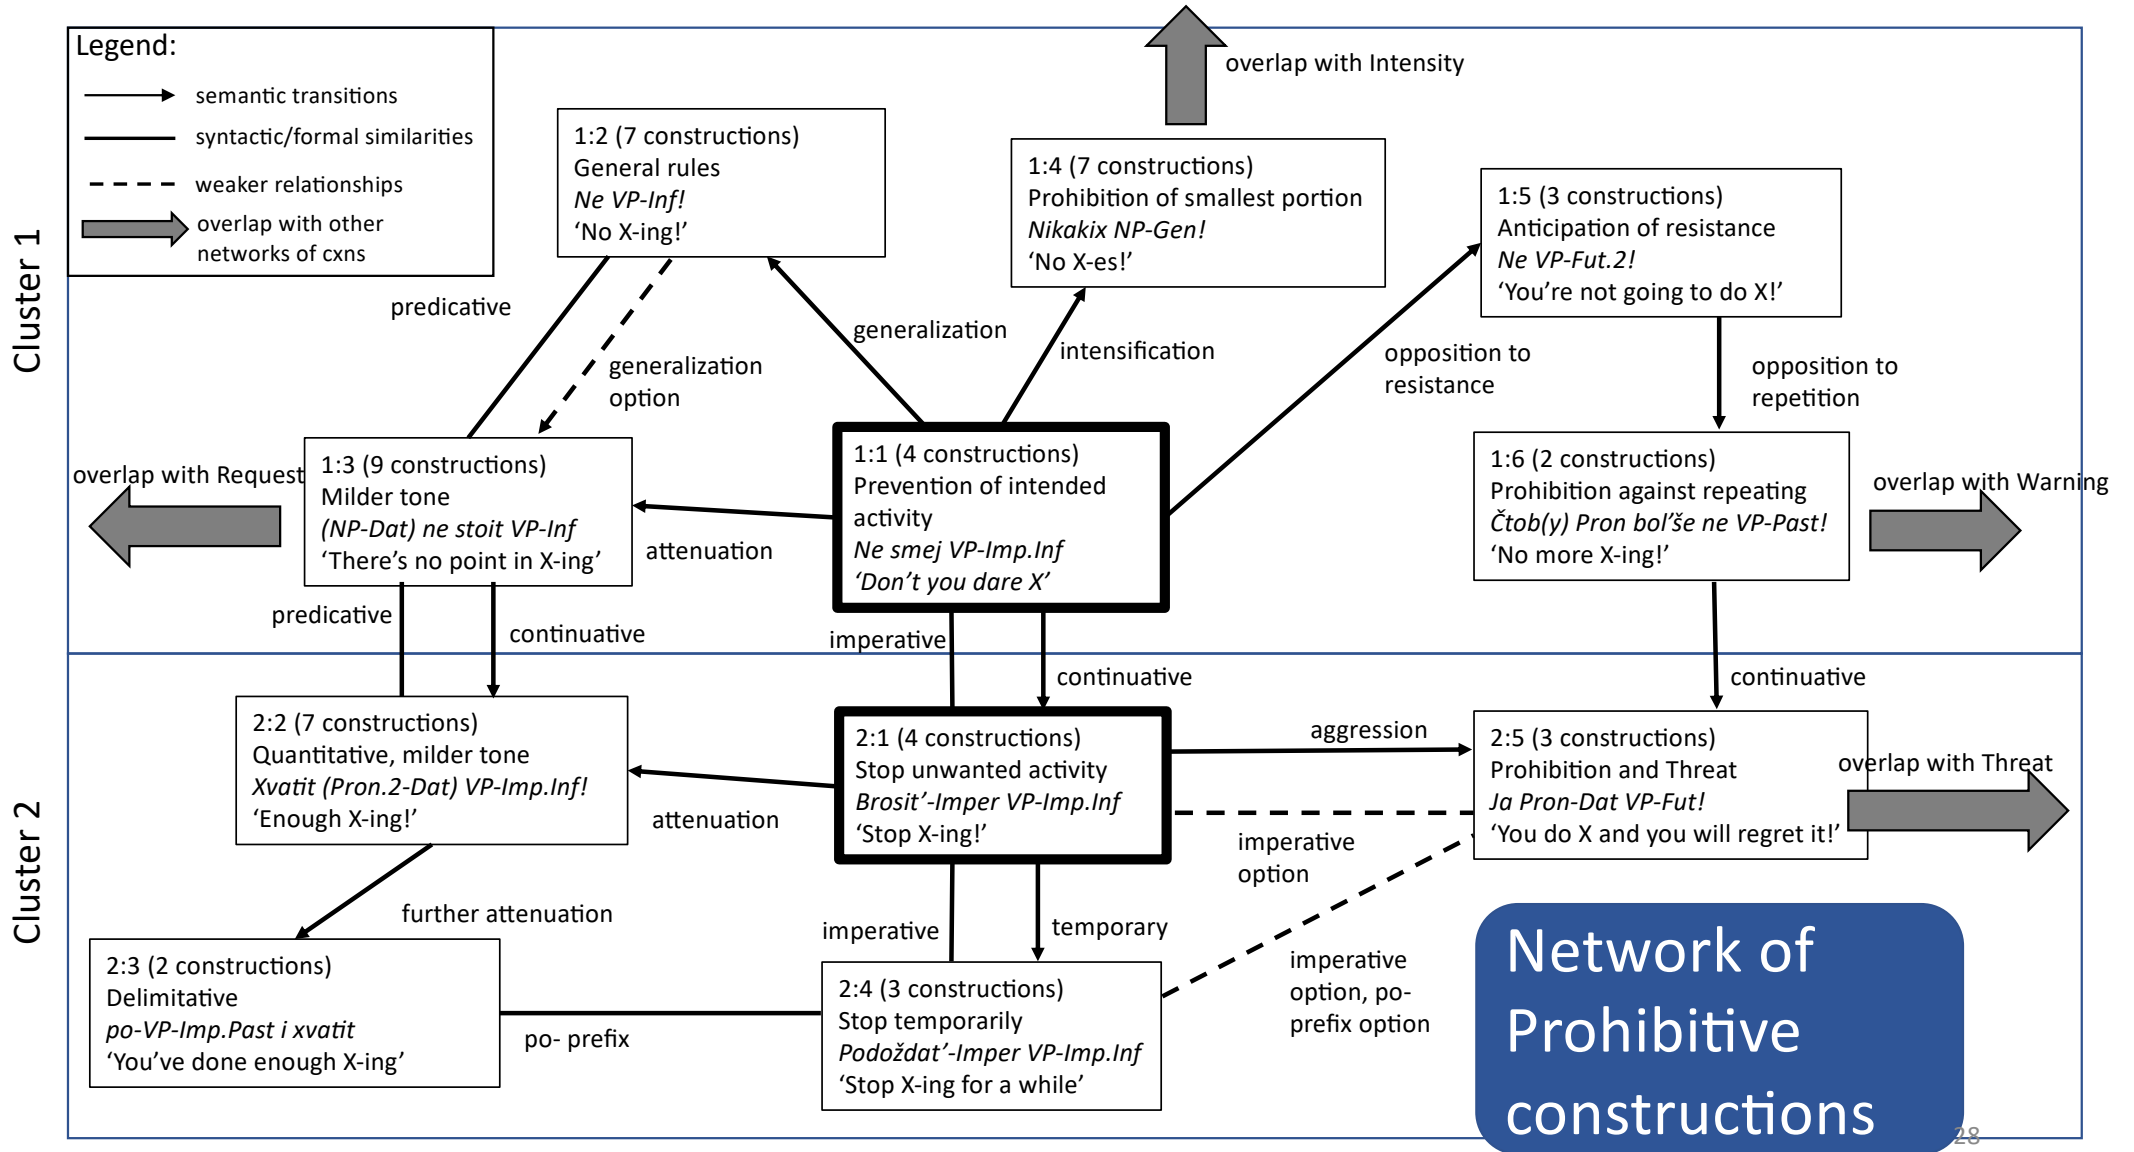 Legend:
semantic transitions
syntactic/formal similarities
weaker relationships
overlap with other
networks of cxns
overlap with Intensity
Cluster 1
1:2 (7 constructions)
General rules
Ne VP-Inf!
‘No X-ing!’
1:4 (7 constructions)
Prohibition of smallest portion
Nikakix NP-Gen!
‘No X-es!’
1:5 (3 constructions)
Anticipation of resistance
Ne VP-Fut.2!
‘You’re not going to do X!’
predicative
generalization
option
generalization
intensification
opposition to
resistance
opposition to
repetition
overlap with Request
1:3 (9 constructions)
Milder tone
(NP-Dat) ne stoit VP-Inf
‘There’s no point in X-ing’
attenuation
1:1 (4 constructions)
Prevention of intended
activity
Ne smej VP-Imp.Inf
‘Don’t you dare X’
1:6 (2 constructions)
Prohibition against repeating
Čtob(y) Pron bol’še ne VP-Past!
‘No more X-ing!’
overlap with Warning
predicative
continuative
imperative
continuative
continuative
Cluster 2
2:2 (7 constructions)
Quantitative, milder tone
Xvatit (Pron.2-Dat) VP-Imp.Inf!
‘Enough X-ing!’
attenuation
2:1 (4 constructions)
Stop unwanted activity
Brosit’-Imper VP-Imp.Inf
‘Stop X-ing!’
aggression
imperative
option
2:5 (3 constructions)
Prohibition and Threat
Ja Pron-Dat VP-Fut!
‘You do X and you will regret it!’
overlap with Threat
further attenuation
imperative
temporary
imperative
option, po-
prefix option
2:3 (2 constructions)
Delimitative
po-VP-Imp.Past i xvatit
‘You’ve done enough X-ing’
po- prefix
2:4 (3 constructions)
Stop temporarily
Podoždat’-Imper VP-Imp.Inf
‘Stop X-ing for a while’
Network of
Prohibitive
constructions
28